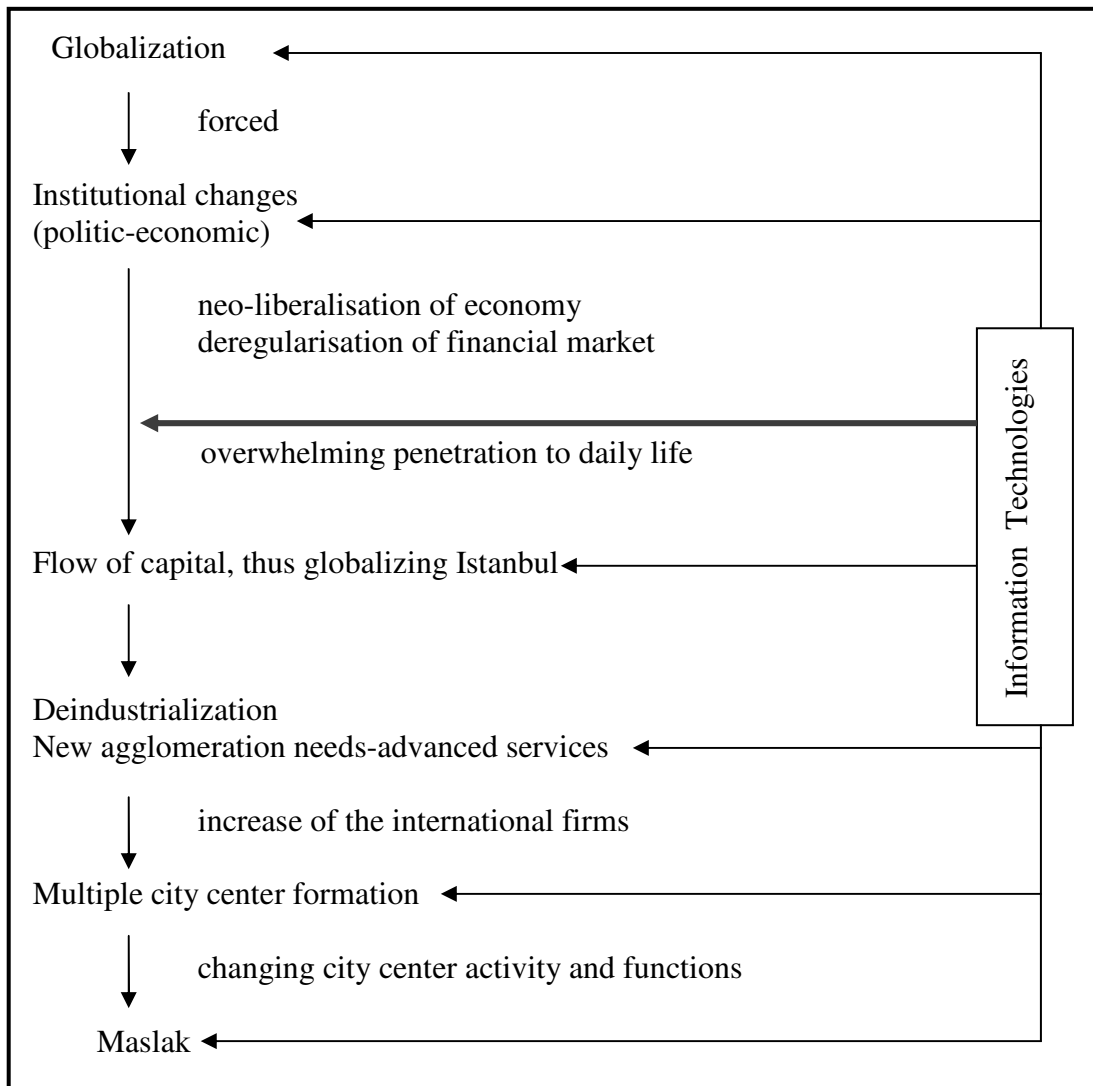 Globalization
forced
Institutional changes
(politic-economic)
neo-liberalisation of economy
deregularisation of financial market
overwhelming penetration to daily life
Flow of capital, thus globalizing Istanbul
Deindustrialization
New agglomeration needs-advanced services
increase of the international firms
Multiple city center formation
changing city center activity and functions
Maslak
Information Technologies